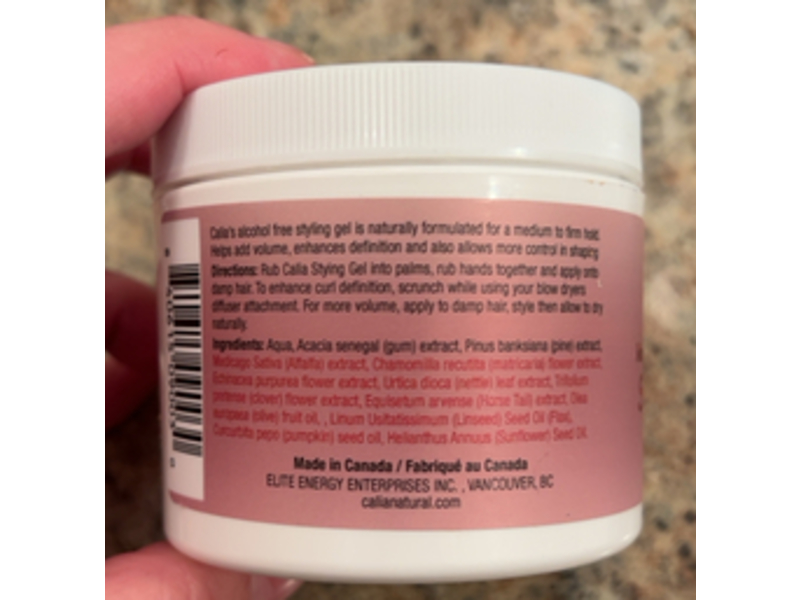 Calia's alcohol free styling gel is naturally formulated for a medium to firm hold.
Helps add volume, enhances definition and also allows more control in shaping
Directions: Rub Calia Stying Gel into palms, rub hands together and apply onto
damp hair. To enhance curl definition, scrunch while using your blow dryers
diffuser attachment. For more volume, apply to damp hair, style then allow to dry
naturally.
Ingredients: Aqua, Acacia senegal (gum) extract, Pinus banksiana (pine) extract,
Medicago Sativa (Alfalfa) extract, Chamomilla recutita (matricaria) flower extract,
Echinacea purpurea flower extract, Urtica dioca (nettle) leaf extract, Trifolium
pretense (clover) flower extract, Equisetum arvense (Horse Tail) extract, Olea
europaea (olive) fruit oil, , Linum Usitatissimum (Linseed) Seed Oil (Flax),
Curcurbita pepo (pumpkin) seed oil, Helianthus Annuus (Sunflower) Seed Oil.
Made in Canada / Fabriqué au Canada
ELITE ENERGY ENTERPRISES INC. , VANCOUVER, BC
calianatural.com